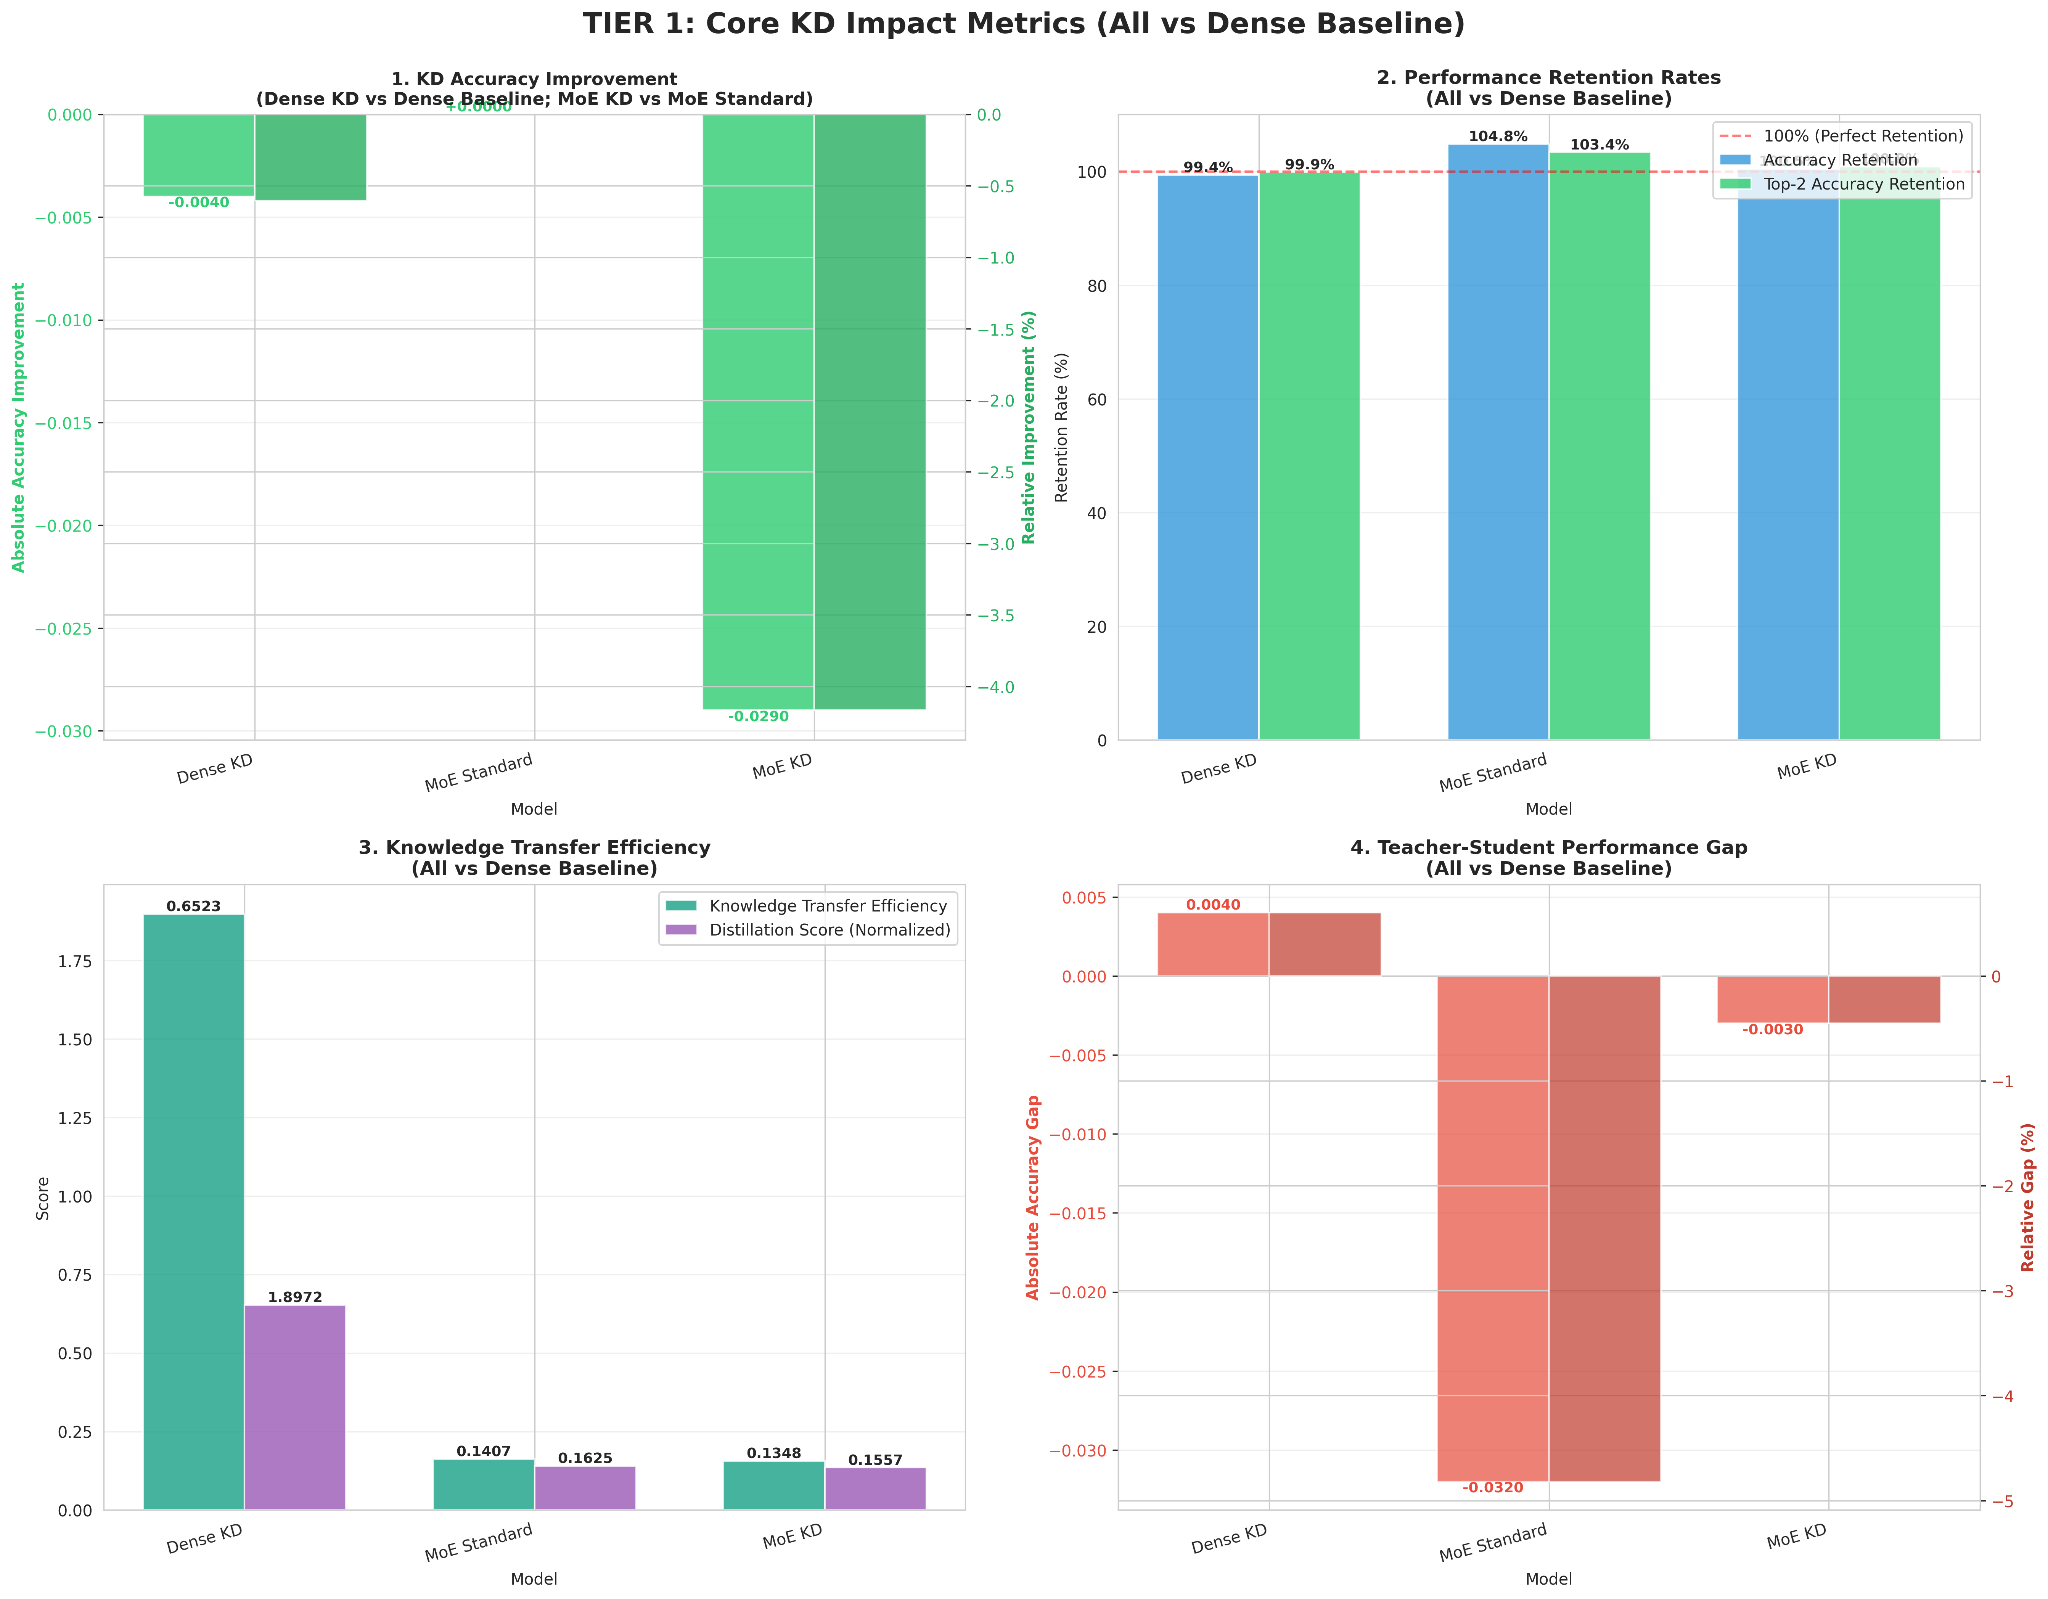 TIER 1: Core KD Impact Metrics (All vs Dense Baseline)
1. KD Accuracy Improvement
(Dense KD vs Dense Baseline; MoE KD vs MoE Standard)
+0.0000
0.000
−0.005
−0.010
−0.015
−0.020
−0.025
−0.030
Absolute Accuracy Improvement
-0.0040
-0.0290
0.0
−0.5
−1.0
−1.5
−2.0
−2.5
−3.0
−3.5
−4.0
Relative Improvement (%)
Dense KD
MoE Standard
MoE KD
Model
2. Performance Retention Rates
(All vs Dense Baseline)
100% (Perfect Retention)
Accuracy Retention
Top-2 Accuracy Retention
99.4%
99.9%
104.8%
103.4%
100
80
60
40
20
0
Retention Rate (%)
Dense KD
MoE Standard
MoE KD
Model
3. Knowledge Transfer Efficiency
(All vs Dense Baseline)
Knowledge Transfer Efficiency
Distillation Score (Normalized)
0.6523
1.8972
0.1407
0.1625
0.1348
0.1557
1.75
1.50
1.25
1.00
0.75
0.50
0.25
0.00
Score
Dense KD
MoE Standard
MoE KD
Model
4. Teacher-Student Performance Gap
(All vs Dense Baseline)
0.005
0.000
−0.005
−0.010
−0.015
−0.020
−0.025
−0.030
Absolute Accuracy Gap
0.0040
-0.0320
-0.0030
0
−1
−2
−3
−4
−5
Relative Gap (%)
Dense KD
MoE Standard
MoE KD
Model